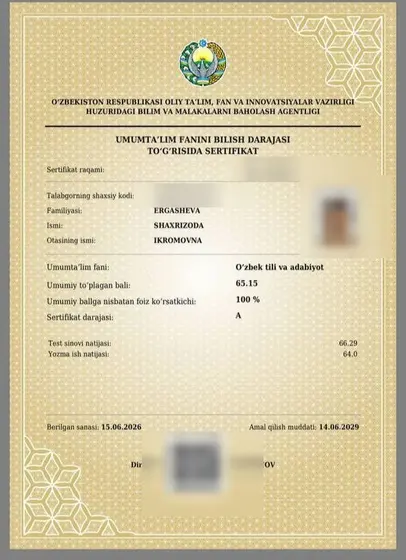 O‘ZBEKISTON RESPUBLIKASI OLIY TA’LIM, FAN VA INNOVATSIYALAR VAZIRLIGI
HUZURIDAGI BILIM VA MALAKALARNI BAHOLASH AGENTLIGI
UMUMTA’LIM FANINI BILISH DARAJASI
TO‘G‘RISIDA SERTIFIKAT
Sertifikat raqami:
Talabgorning shaxsiy kodi:
Familiyasi: ERGASHEVA
Ismi: SHAXRIZODA
Otasining ismi: IKROMOVNA
Umumta’lim fani: O‘zbek tili va adabiyot
Umumiy to‘plagan bali: 65.15
Umumiy ballga nisbatan foiz ko‘rsatkichi: 100 %
Sertifikat darajasi: A
Test sinovi natijasi: 66.29
Yozma ish natijasi: 64.0
Berilgan sanasi: 15.06.2026 Amal qilish muddati: 14.06.2029